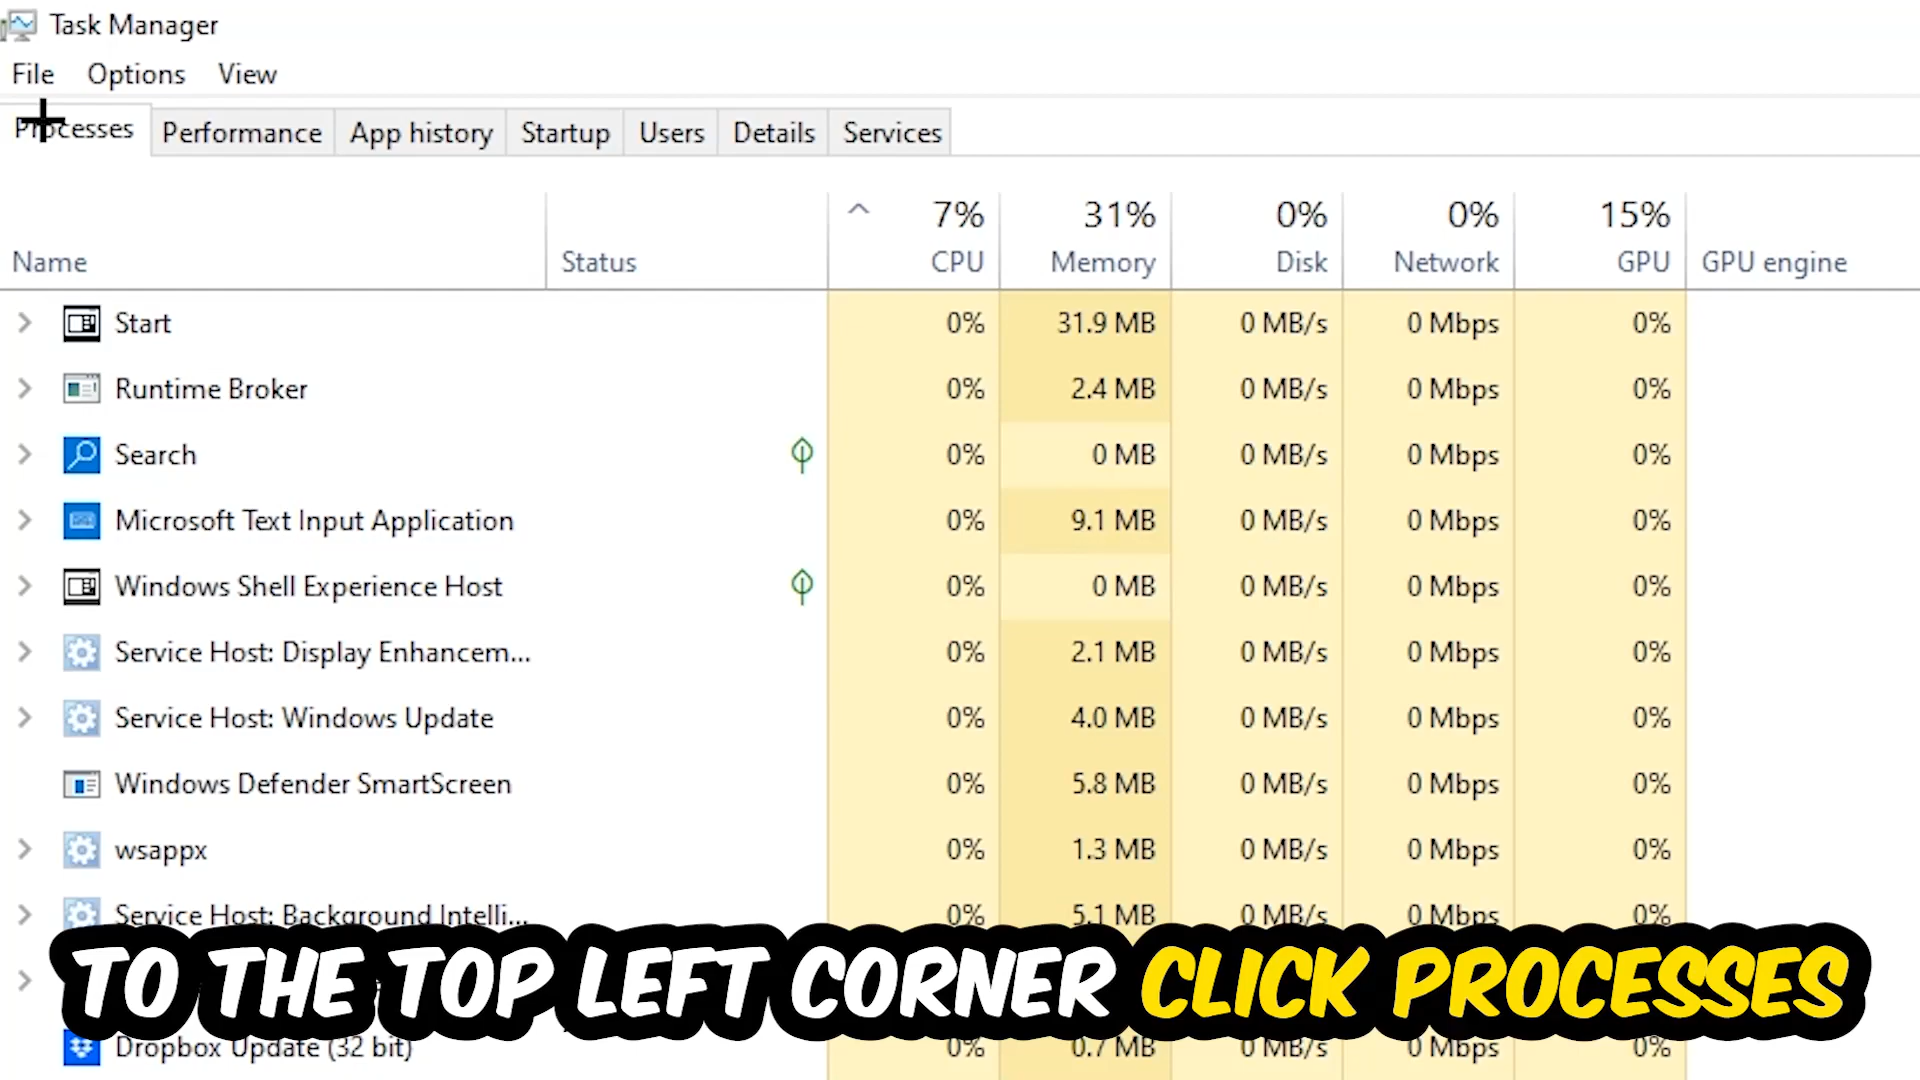 Task Manager
File Options View
Processes Performance App history Startup Users Details Services
7% 31% 0% 0% 15%
Name Status CPU Memory Disk Network GPU GPU engine
Start 0% 31.9 MB 0 MB/s 0 Mbps 0%
Runtime Broker 0% 2.4 MB 0 MB/s 0 Mbps 0%
Search 0% 0 MB 0 MB/s 0 Mbps 0%
Microsoft Text Input Application 0% 9.1 MB 0 MB/s 0 Mbps 0%
Windows Shell Experience Host 0% 0 MB 0 MB/s 0 Mbps 0%
Service Host: Display Enhancem... 0% 2.1 MB 0 MB/s 0 Mbps 0%
Service Host: Windows Update 0% 4.0 MB 0 MB/s 0 Mbps 0%
Windows Defender SmartScreen 0% 5.8 MB 0 MB/s 0 Mbps 0%
wsappx 0% 1.3 MB 0 MB/s 0 Mbps 0%
Service Host: Background Intelli... 0% 5.1 MB 0 MB/s 0 Mbps 0%
TO THE TOP LEFT CORNER CLICK PROCESSES
Dropbox Update (32 bit) 0% 0.7 MB 0 MB/s 0 Mbps 0%